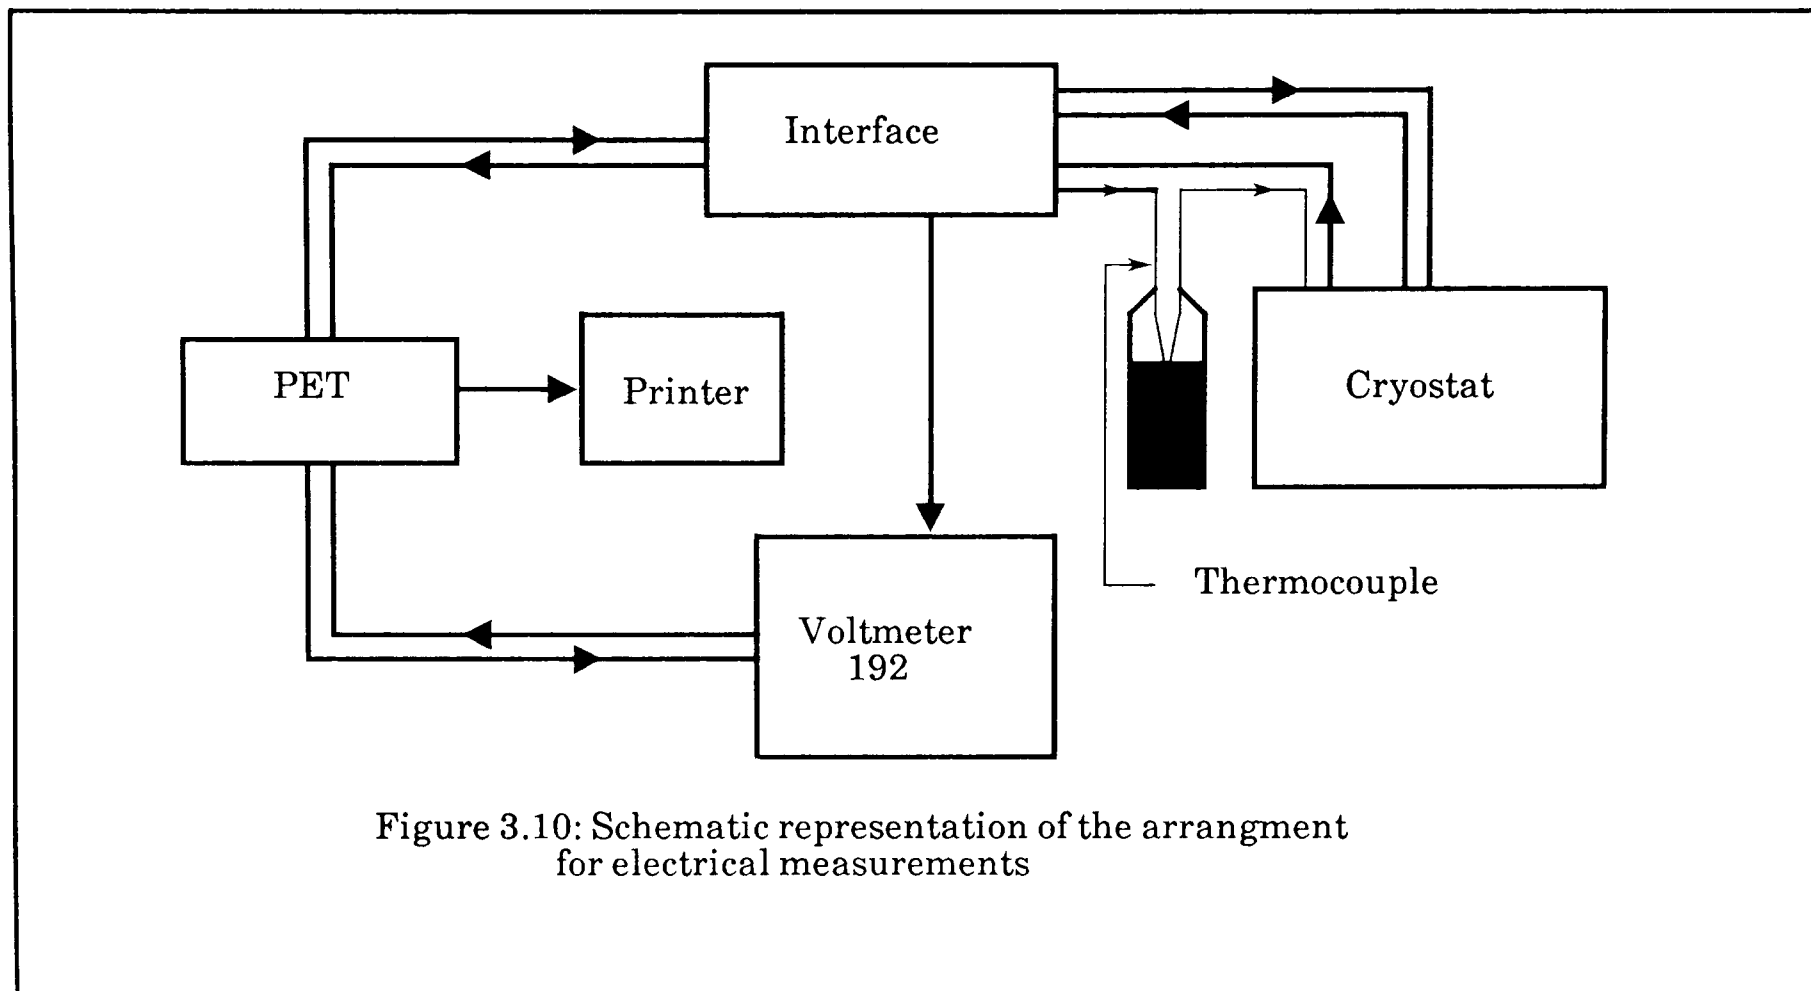 Interface
PET
Printer
Cryostat
Thermocouple
Voltmeter
192
Figure 3.10: Schematic representation of the arrangment
for electrical measurements